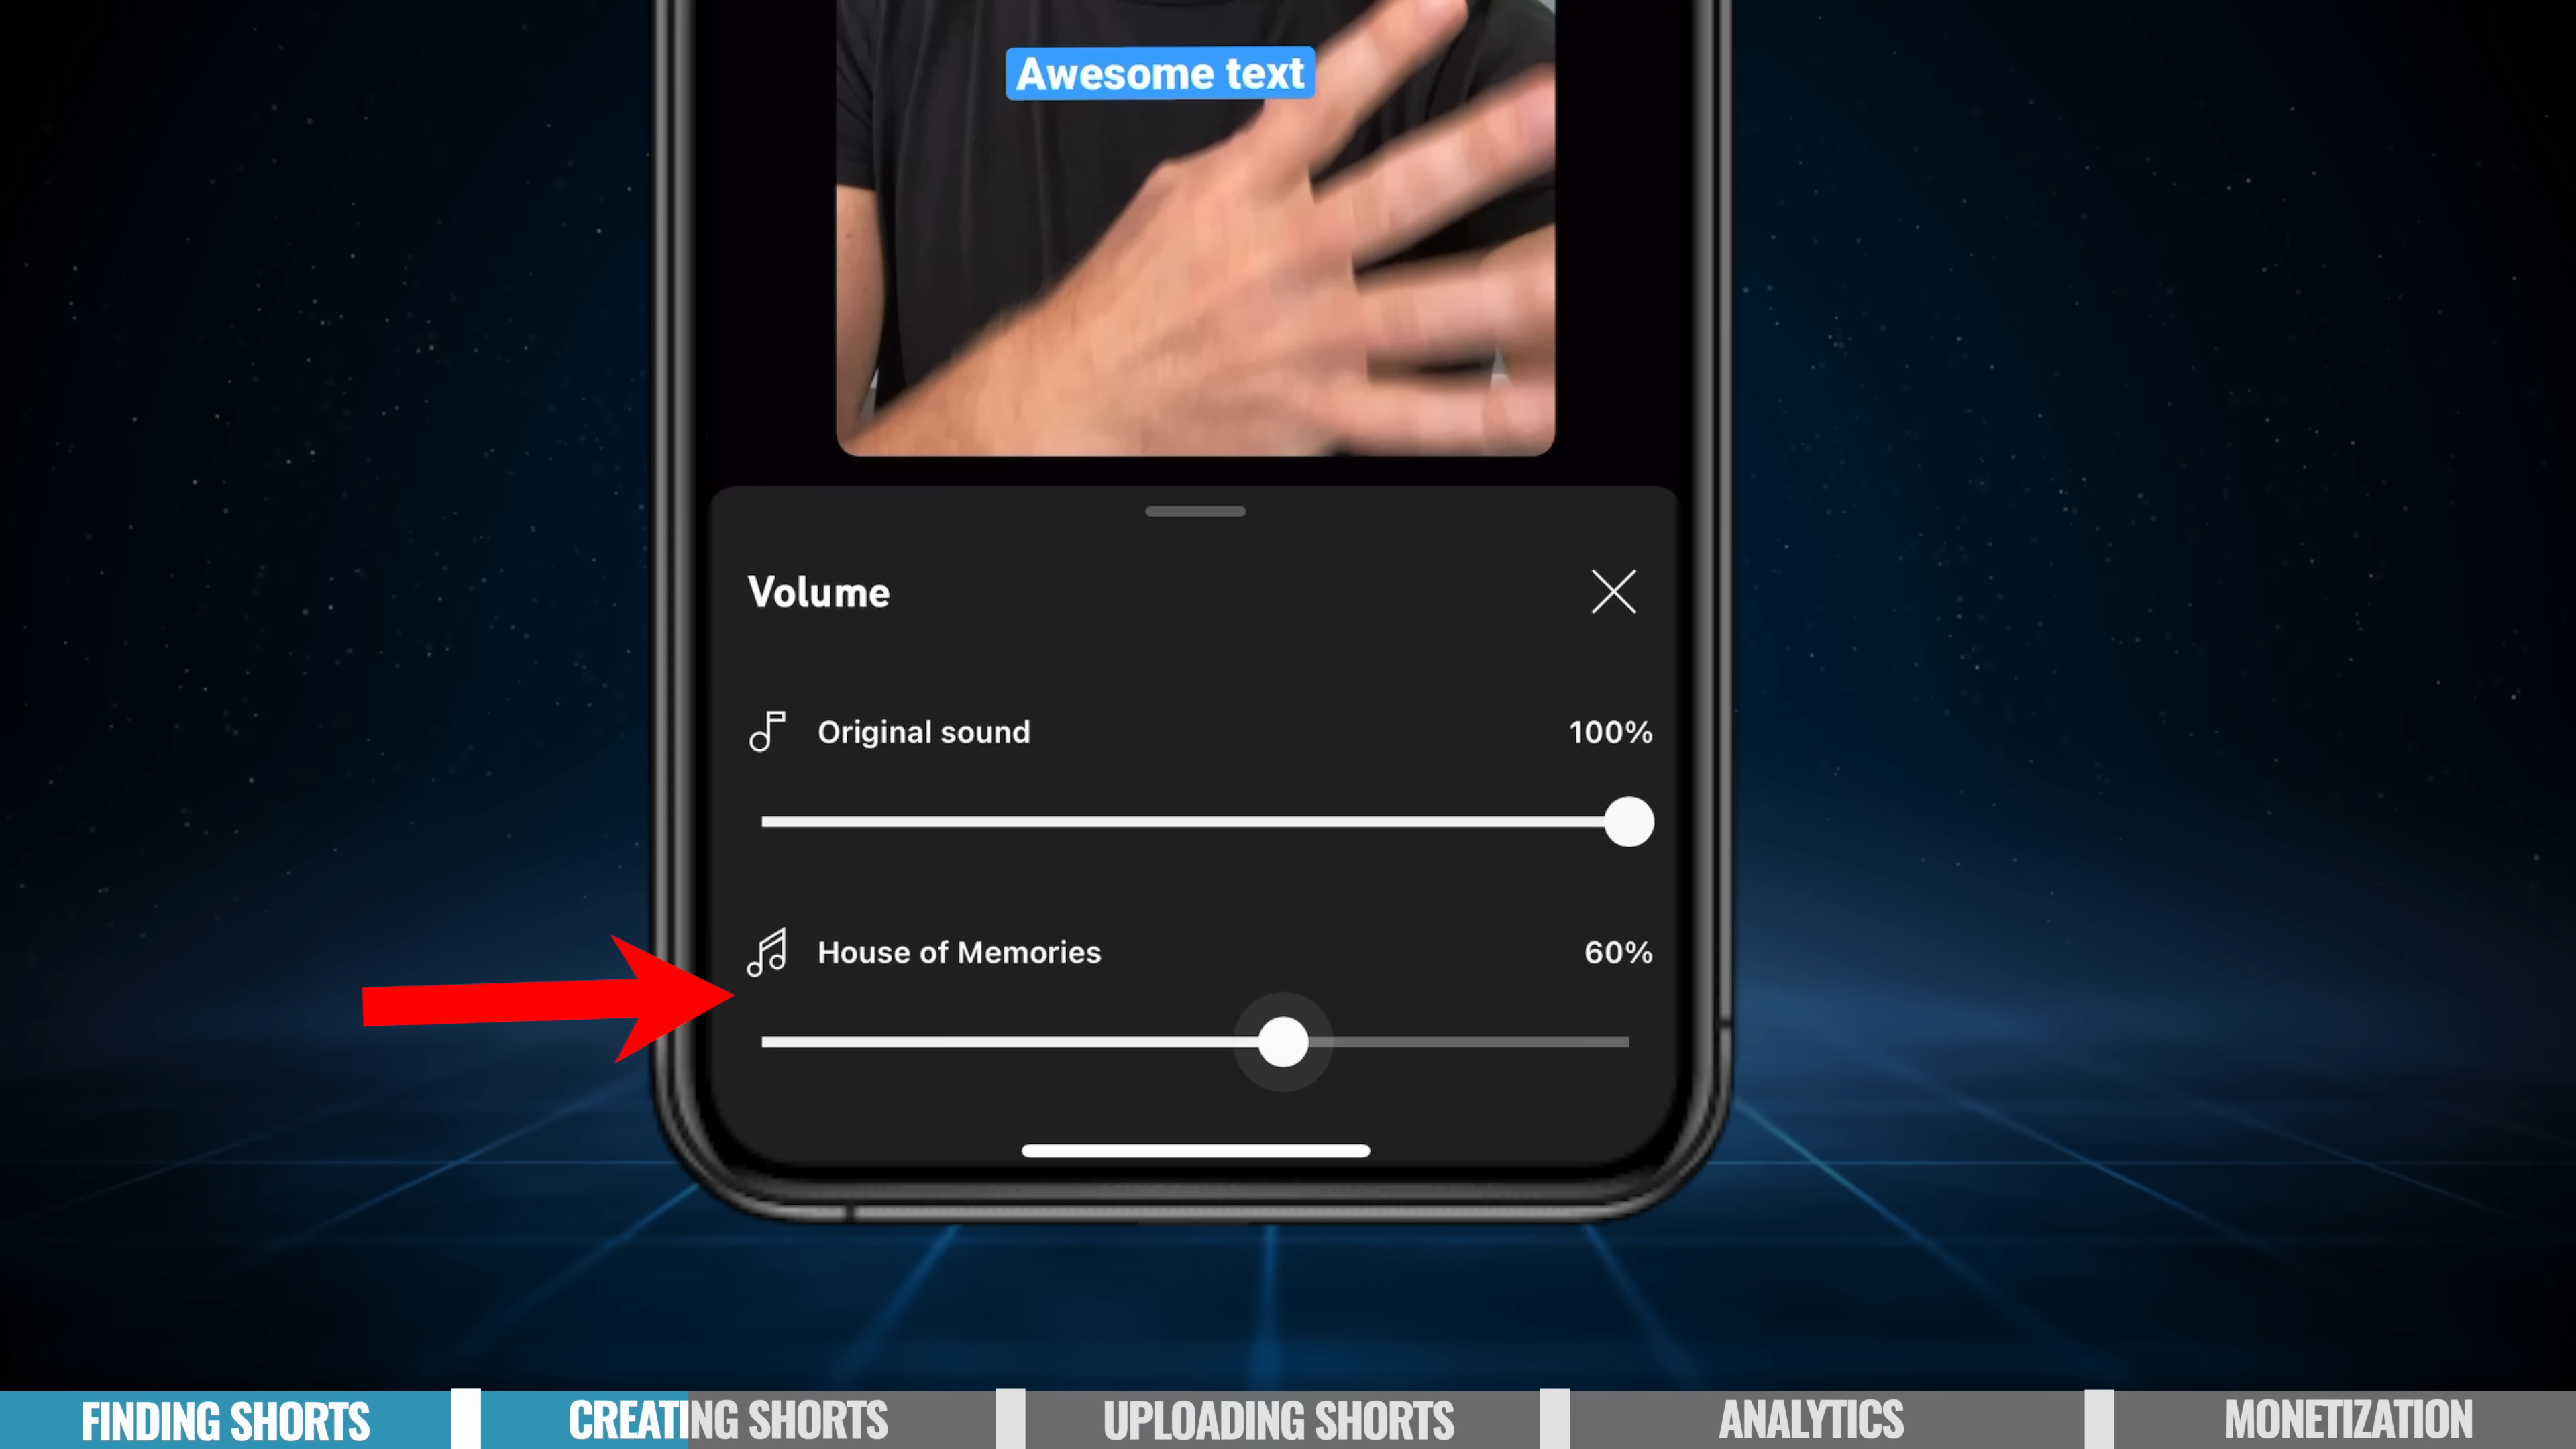 Awesome text
Volume
Original sound 100%
House of Memories 60%
FINDING SHORTS CREATING SHORTS UPLOADING SHORTS ANALYTICS MONETIZATION